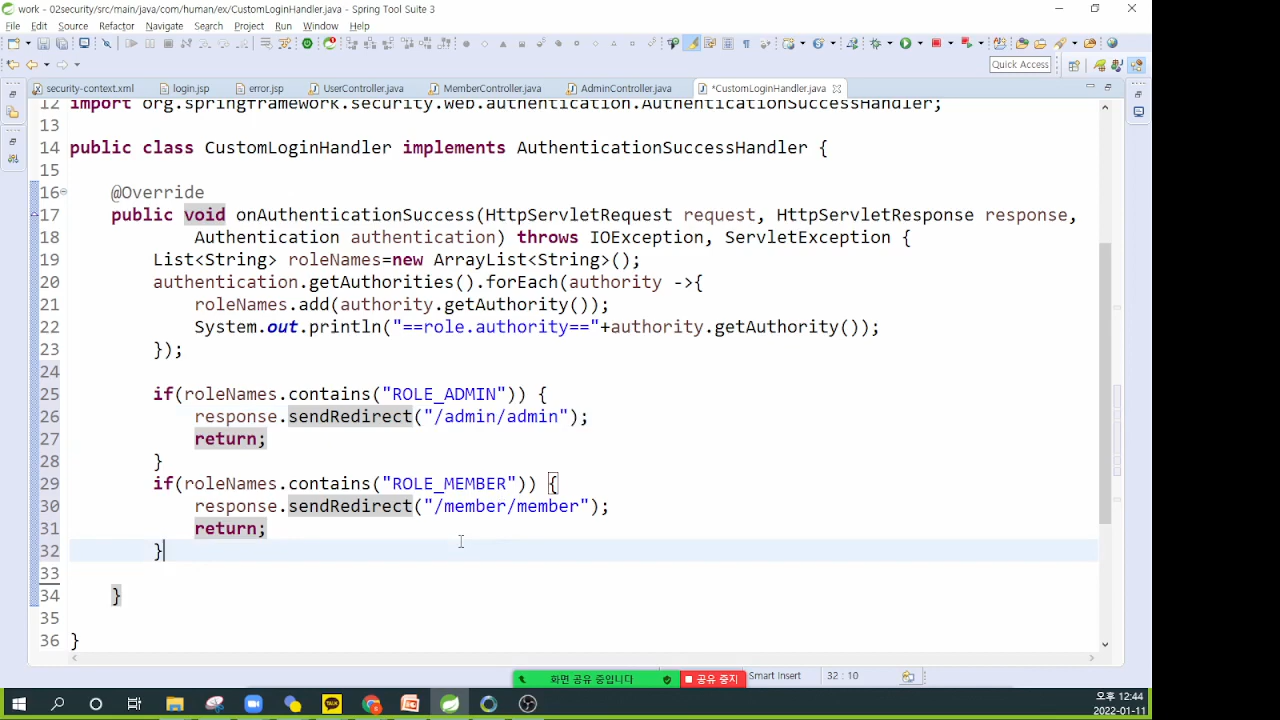 work - 02security/src/main/java/com/human/ex/CustomLoginHandler.java - Spring Tool Suite 3
File Edit Source Refactor Navigate Search Project Run Window Help
Quick Access
security-context.xml login.jsp error.jsp UserController.java MemberController.java AdminController.java *CustomLoginHandler.java
12 import org.springframework.security.web.authentication.AuthenticationSuccessHandler;
13
14 public class CustomLoginHandler implements AuthenticationSuccessHandler {
15
16 @Override
17 public void onAuthenticationSuccess(HttpServletRequest request, HttpServletResponse response,
18 Authentication authentication) throws IOException, ServletException {
19 List<String> roleNames=new ArrayList<String>();
20 authentication.getAuthorities().forEach(authority ->{
21 roleNames.add(authority.getAuthority());
22 System.out.println("==role.authority=="+authority.getAuthority());
23 });
24
25 if(roleNames.contains("ROLE_ADMIN")) {
26 response.sendRedirect("/admin/admin");
27 return;
28 }
29 if(roleNames.contains("ROLE_MEMBER")) {
30 response.sendRedirect("/member/member");
31 return;
32 }
33
34 }
35
36 }
화면 공유 중입니다 공유 중지 Smart Insert 32 : 10
TALK
오후 12:44
2022-01-11